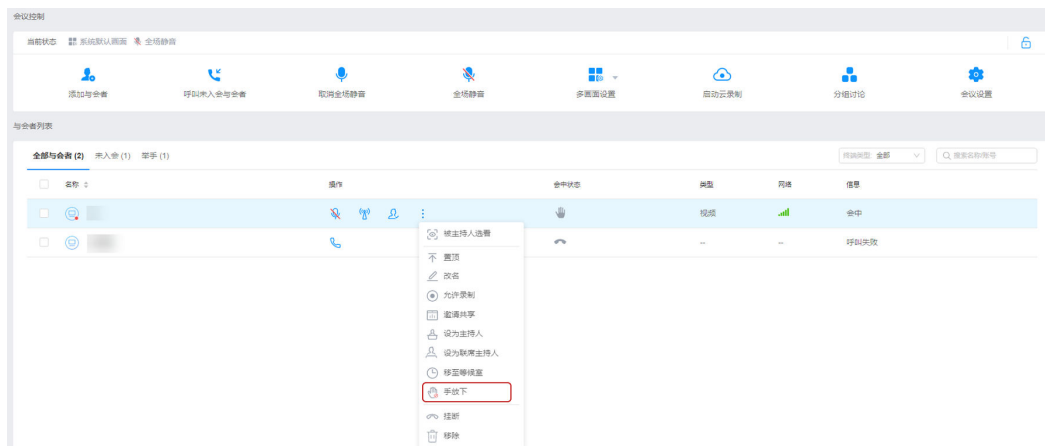 会议控制
当前状态 系统默认画面 全场静音
添加与会者 呼叫未入会与会者 取消全场静音 全场静音 多画面设置 启动云录制 分组讨论 会议设置
与会者列表
全部与会者 (2) 未入会 (1) 举手 (1) 终端类型 全部 搜索名称/账号
名称 操作 会中状态 类型 网络 信息
视频 会中
-- -- 呼叫失败
被主持人选看
置顶
改名
允许录制
邀请共享
设为主持人
设为联席主持人
移至等候室
手放下
挂断
移除